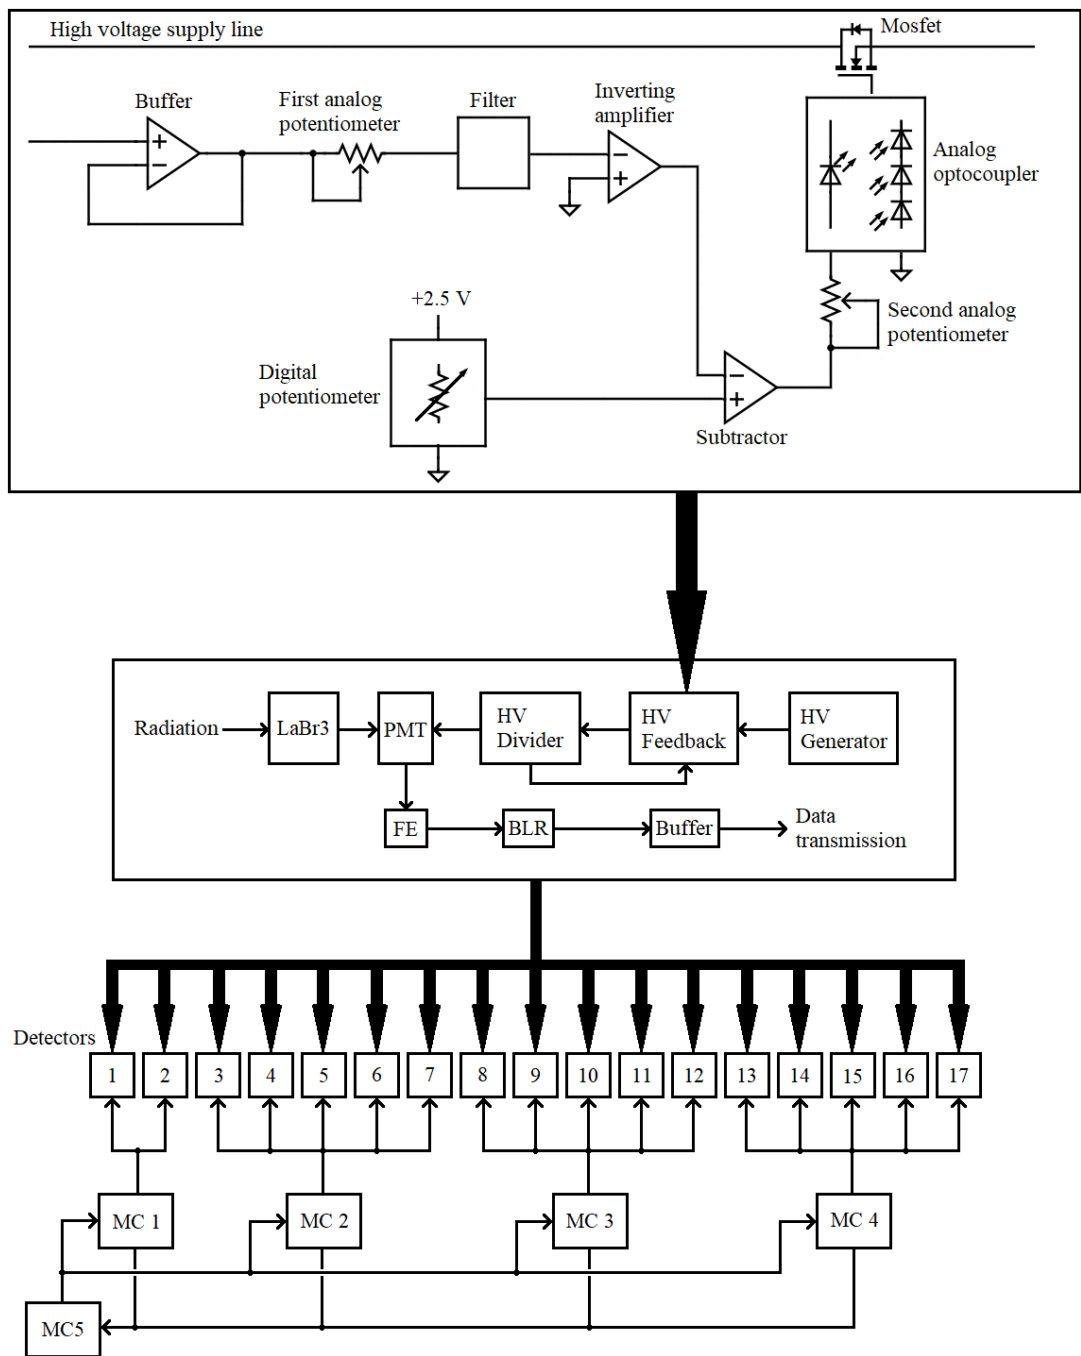 High voltage supply line
Mosfet
Buffer
First analog
potentiometer
Filter
Inverting
amplifier
Analog
optocoupler
+2.5 V
Second analog
potentiometer
Digital
potentiometer
Subtractor
Radiation
LaBr3
PMT
HV
Divider
HV
Feedback
HV
Generator
FE
BLR
Buffer
Data
transmission
Detectors
1 2 3 4 5 6 7 8 9 10 11 12 13 14 15 16 17
MC 1 MC 2 MC 3 MC 4
MC5